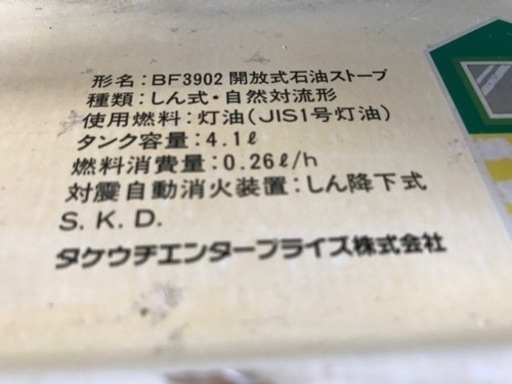 形名:BF3902 開放式石油ストーブ
種類:しん式・自然対流形
使用燃料:灯油(JIS1号灯油)
タンク容量:4.1ℓ
燃料消費量:0.26ℓ/h
対震自動消火装置:しん降下式
S.K.D.
タケウチエンタープライズ株式会社